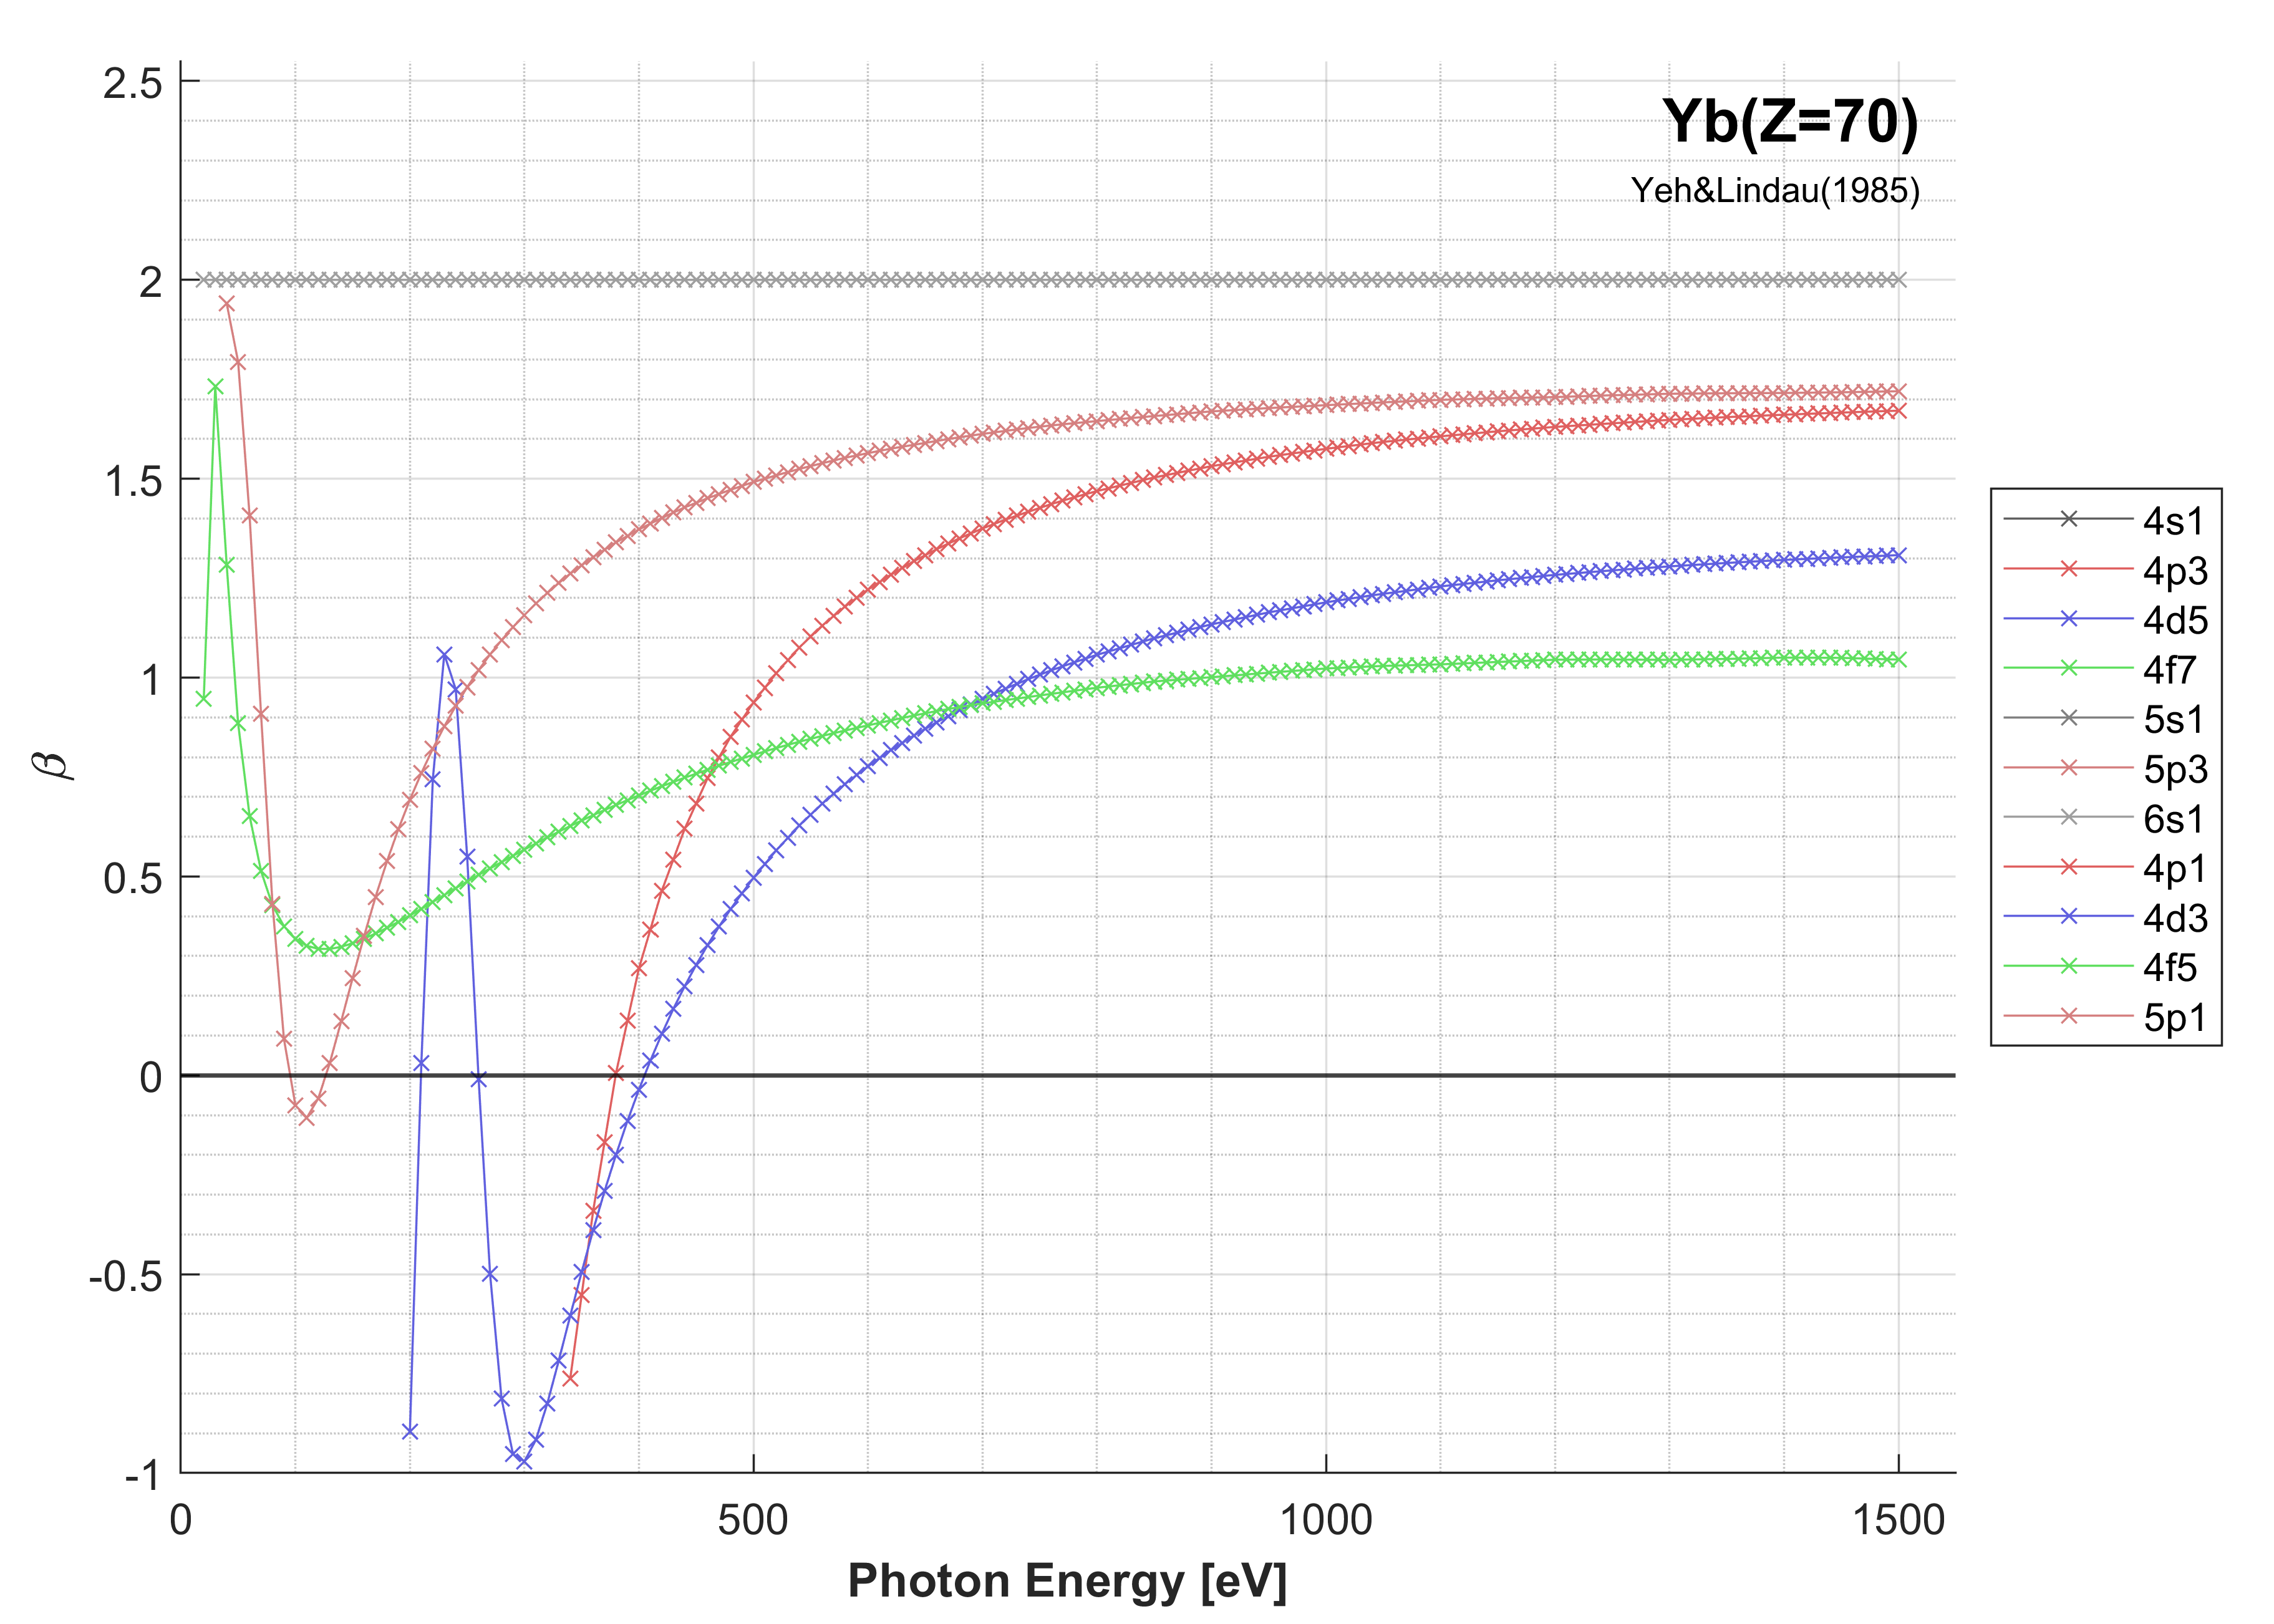 Yb(Z=70)
Yeh&Lindau(1985)
2.5
2
1.5
1
0.5
0
-0.5
-1
β
0 500 1000 1500
Photon Energy [eV]
4s1
4p3
4d5
4f7
5s1
5p3
6s1
4p1
4d3
4f5
5p1